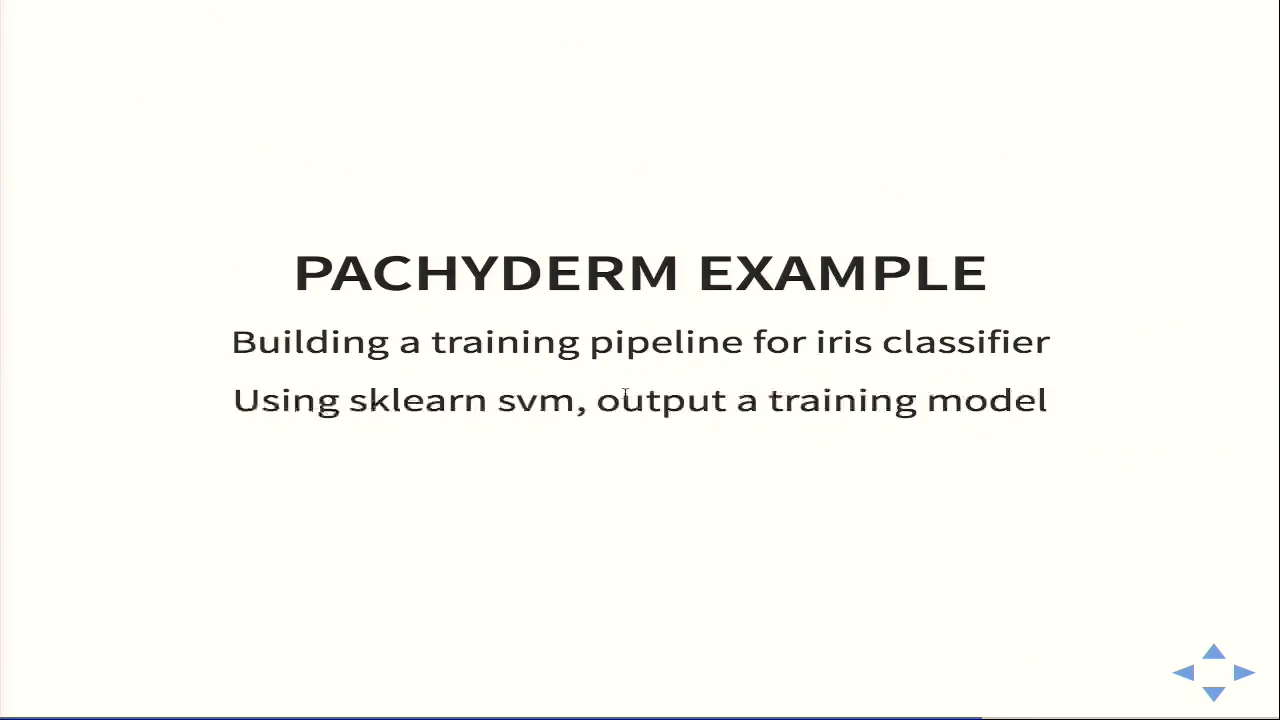 PACHYDERM EXAMPLE
Building a training pipeline for iris classifier
Using sklearn svm, output a training model